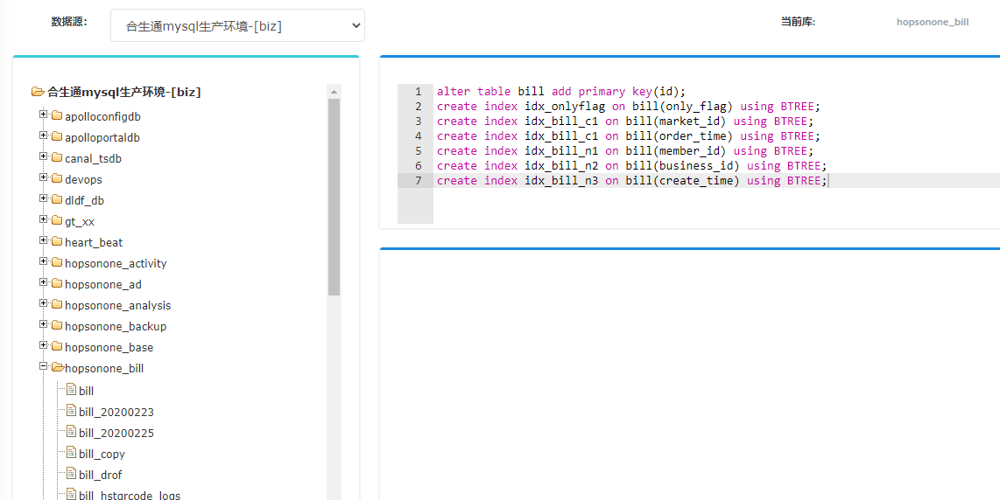 数据源：
合生通mysql生产环境-[biz]
当前库:
hopsonone_bill
合生通mysql生产环境-[biz]
apolloconfigdb
apolloportaldb
canal_tsdb
devops
dldf_db
gt_xx
heart_beat
hopsonone_activity
hopsonone_ad
hopsonone_analysis
hopsonone_backup
hopsonone_base
hopsonone_bill
bill
bill_20200223
bill_20200225
bill_copy
bill_drof
bill_hstqrcode_logs
1 alter table bill add primary key(id);
2 create index idx_onlyflag on bill(only_flag) using BTREE;
3 create index idx_bill_c1 on bill(market_id) using BTREE;
4 create index idx_bill_c1 on bill(order_time) using BTREE;
5 create index idx_bill_n1 on bill(member_id) using BTREE;
6 create index idx_bill_n2 on bill(business_id) using BTREE;
7 create index idx_bill_n3 on bill(create_time) using BTREE;